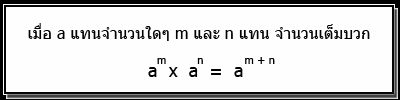 เมื่อ a แทนจำนวนใดๆ m และ n แทน จำนวนเต็มบวก
a^m x a^n = a^{m + n}